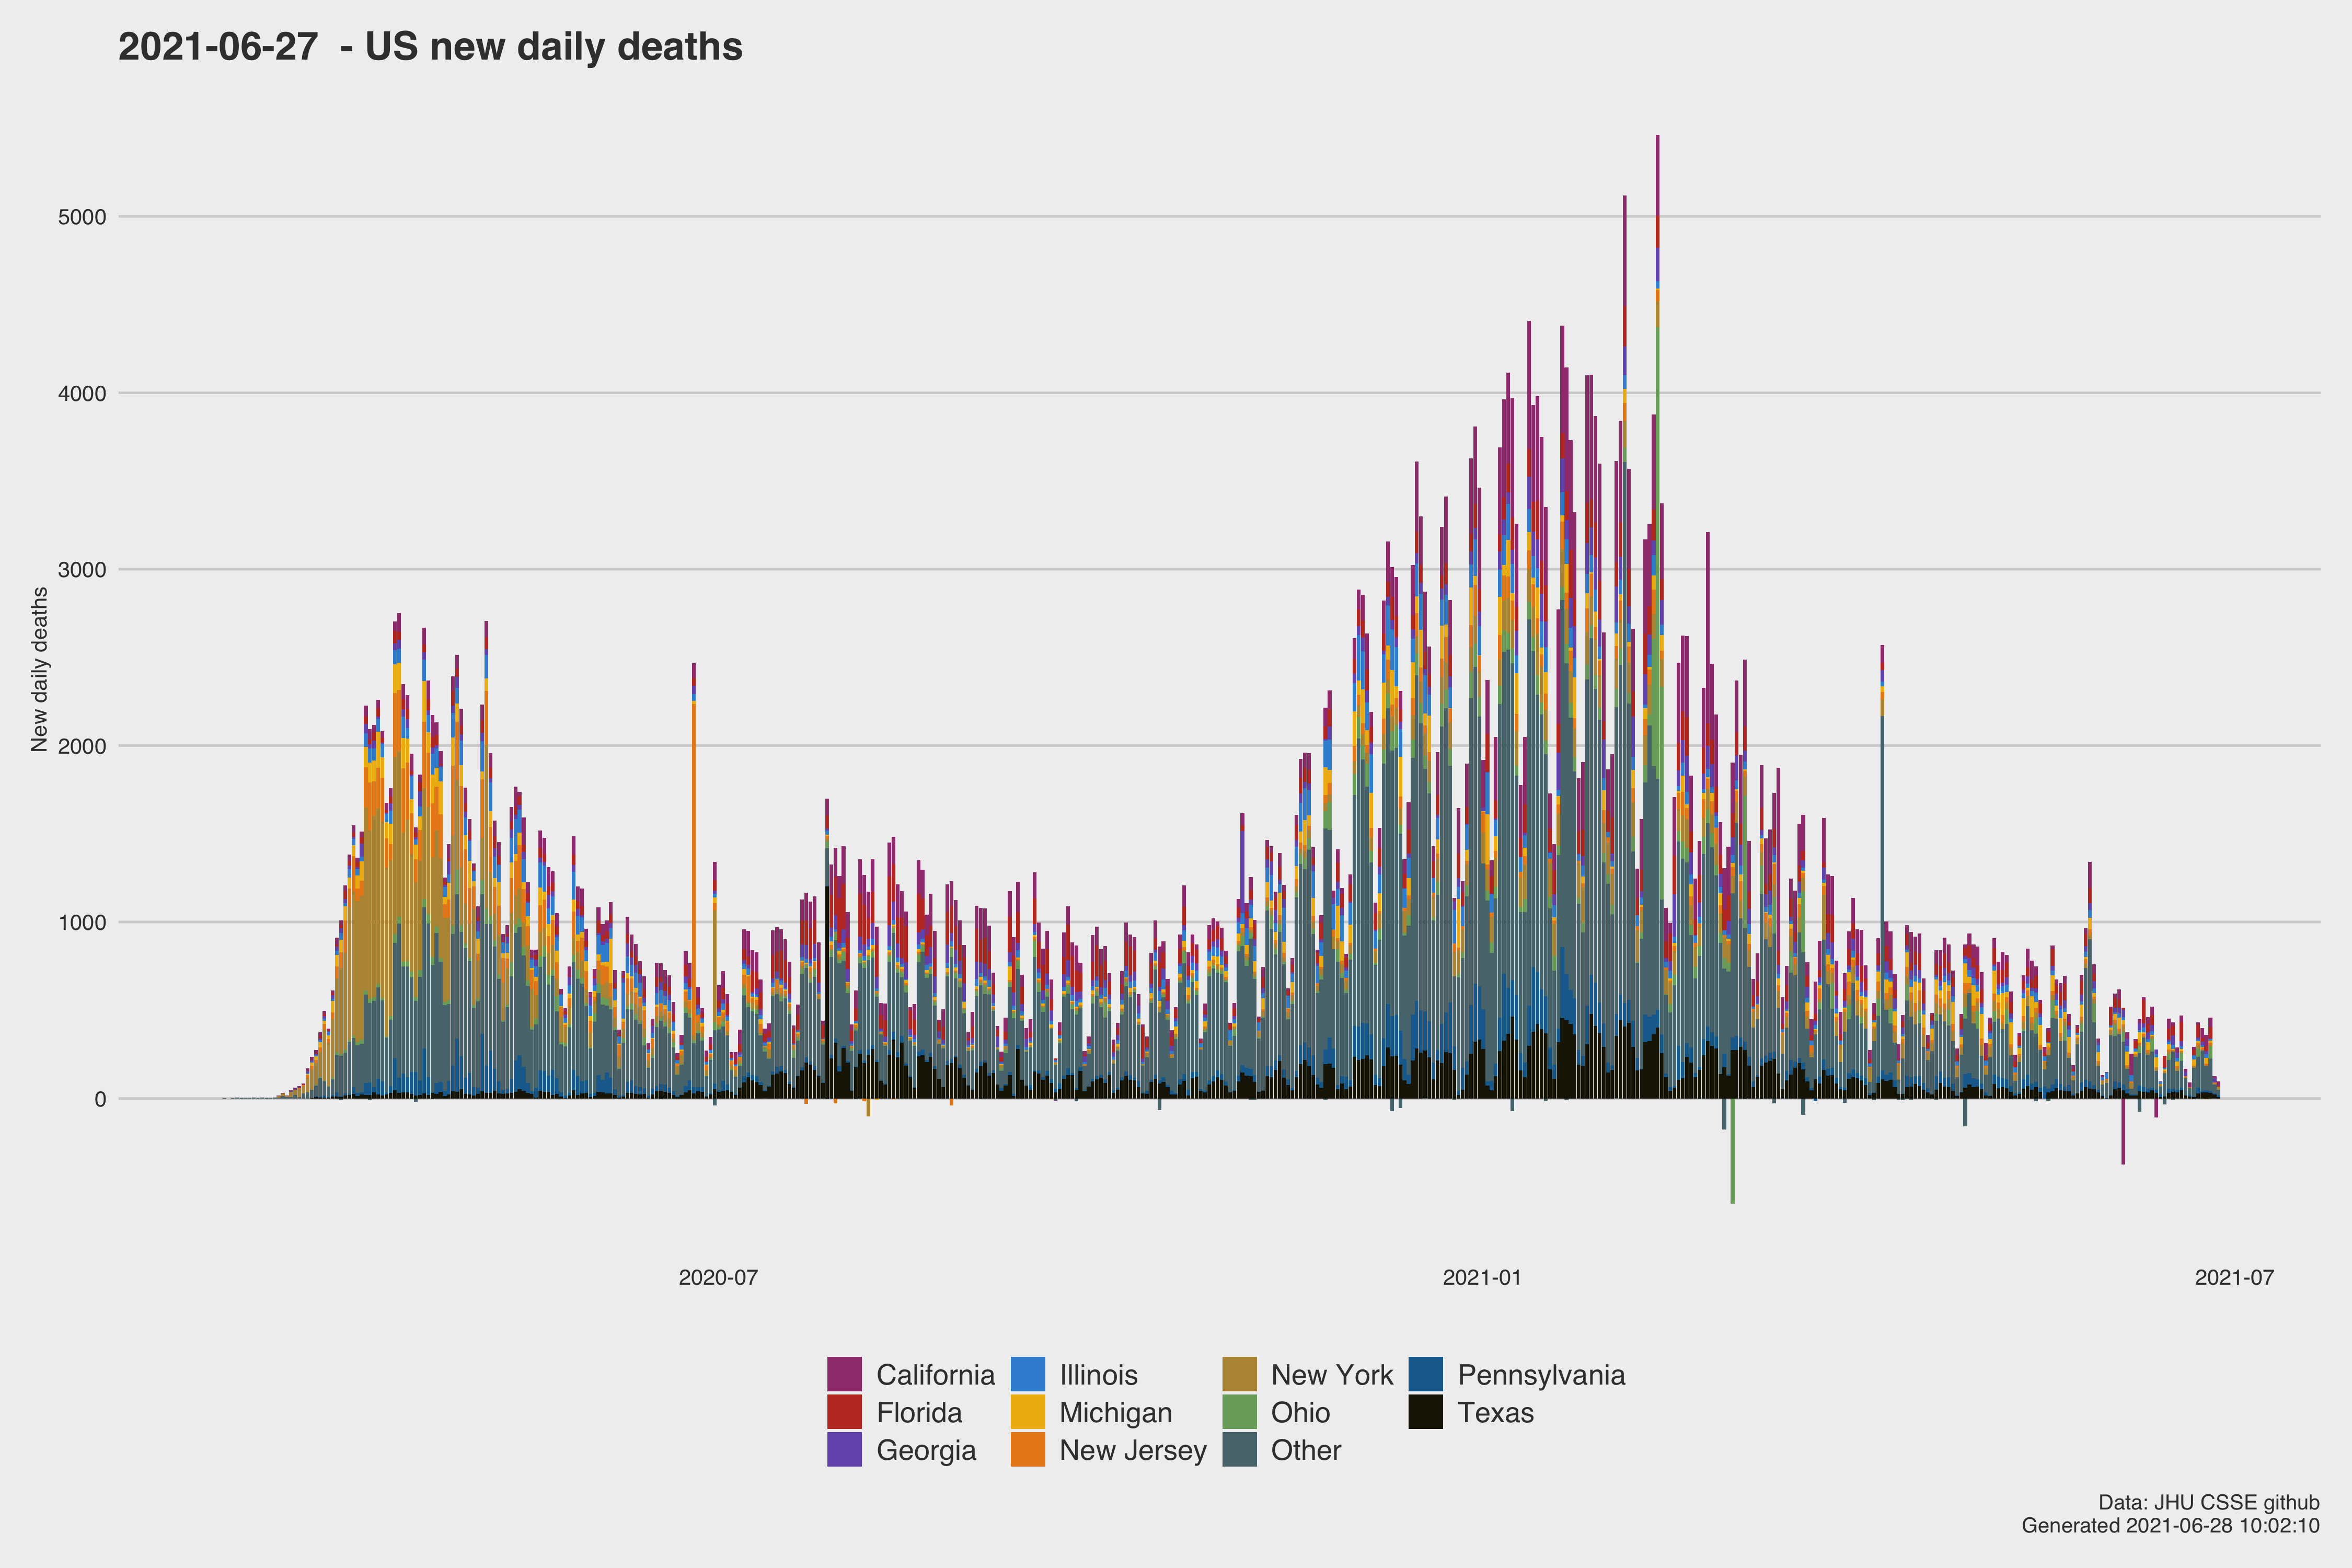 2021-06-27  - US new daily deaths
5000
4000
3000
2000
1000
0
New daily deaths
2020-07
2021-01
2021-07
California
Florida
Georgia
Illinois
Michigan
New Jersey
New York
Ohio
Other
Pennsylvania
Texas
Data: JHU CSSE github
Generated 2021-06-28 10:02:10